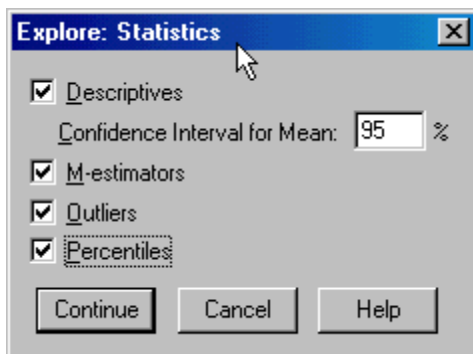 Explore: Statistics
Descriptives
Confidence Interval for Mean: 95 %
M-estimators
Outliers
Percentiles
Continue Cancel Help